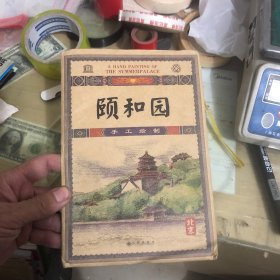 A HAND PAINTING OF
THE SUMMERPALACE
颐和园
手工绘制
北京